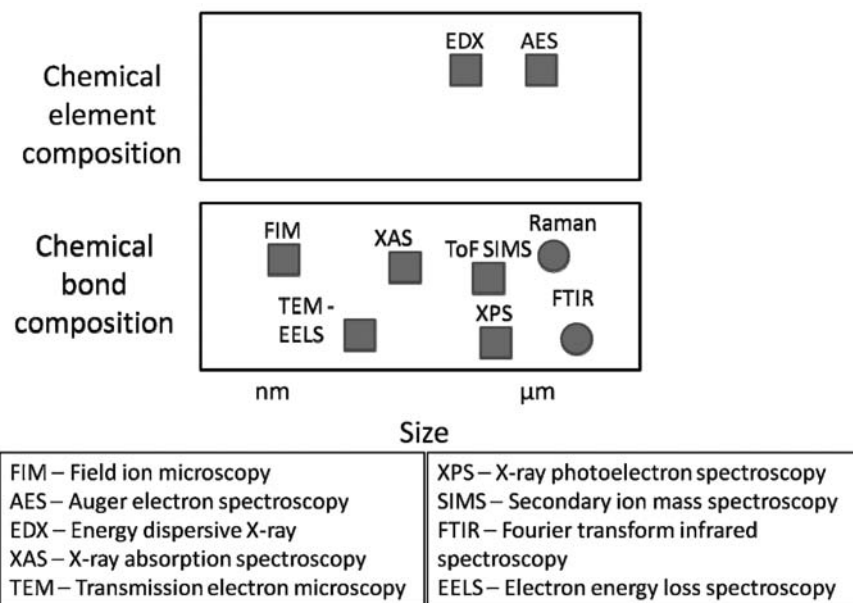 Chemical
element
composition
EDX AES
Chemical
bond
composition
FIM
XAS
ToF SIMS
Raman
TEM -
EELS
XPS
FTIR
nm
µm
Size
FIM – Field ion microscopy
AES – Auger electron spectroscopy
EDX – Energy dispersive X-ray
XAS – X-ray absorption spectroscopy
TEM – Transmission electron microscopy
XPS – X-ray photoelectron spectroscopy
SIMS – Secondary ion mass spectroscopy
FTIR – Fourier transform infrared
spectroscopy
EELS – Electron energy loss spectroscopy